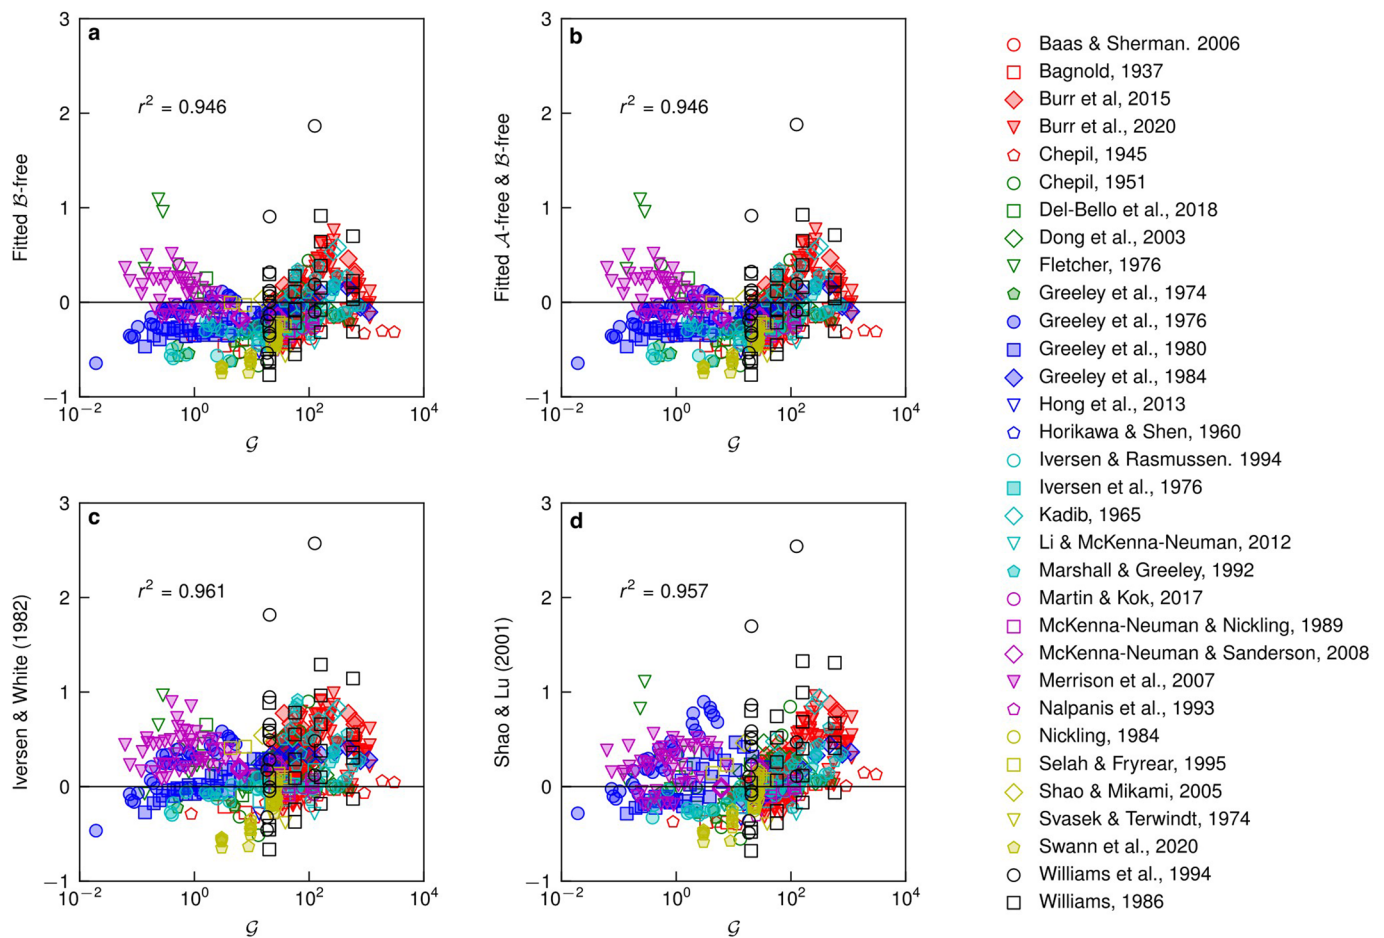 a
r² = 0.946
Fitted ℬ-free
3
2
1
0
−1
10⁻²
10⁰
10²
10⁴
𝒢
b
r² = 0.946
Fitted 𝒜-free & ℬ-free
3
2
1
0
−1
10⁻²
10⁰
10²
10⁴
𝒢
c
r² = 0.961
Iversen & White (1982)
3
2
1
0
−1
10⁻²
10⁰
10²
10⁴
𝒢
d
r² = 0.957
Shao & Lu (2001)
3
2
1
0
−1
10⁻²
10⁰
10²
10⁴
𝒢
Baas & Sherman. 2006
Bagnold, 1937
Burr et al, 2015
Burr et al., 2020
Chepil, 1945
Chepil, 1951
Del-Bello et al., 2018
Dong et al., 2003
Fletcher, 1976
Greeley et al., 1974
Greeley et al., 1976
Greeley et al., 1980
Greeley et al., 1984
Hong et al., 2013
Horikawa & Shen, 1960
Iversen & Rasmussen. 1994
Iversen et al., 1976
Kadib, 1965
Li & McKenna-Neuman, 2012
Marshall & Greeley, 1992
Martin & Kok, 2017
McKenna-Neuman & Nickling, 1989
McKenna-Neuman & Sanderson, 2008
Merrison et al., 2007
Nalpanis et al., 1993
Nickling, 1984
Selah & Fryrear, 1995
Shao & Mikami, 2005
Svasek & Terwindt, 1974
Swann et al., 2020
Williams et al., 1994
Williams, 1986